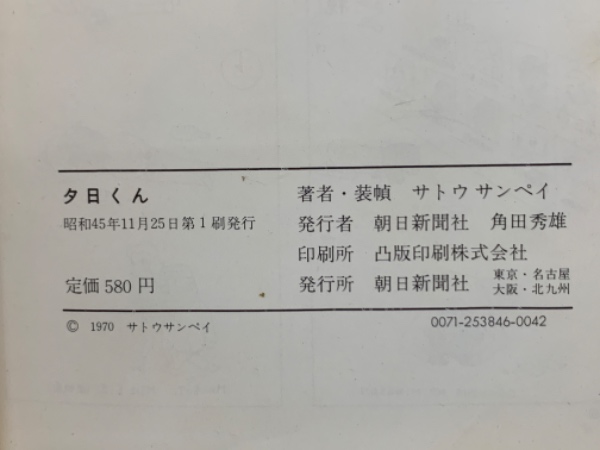 夕日くん
昭和45年11月25日第1刷発行
定価 580 円
著者・装幀 サトウサンペイ
発行者 朝日新聞社 角田秀雄
印刷所 凸版印刷株式会社
発行所 朝日新聞社 東京・名古屋
大阪・北九州
© 1970 サトウサンペイ
0071-253846-0042